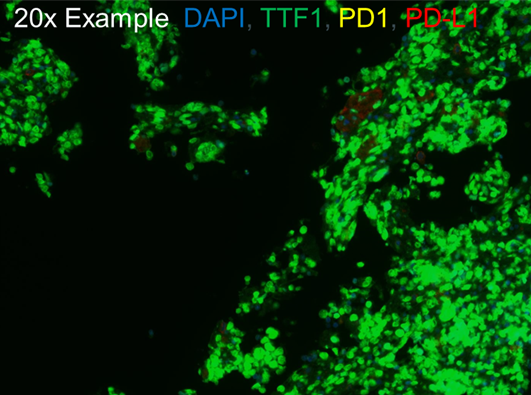 20x Example DAPI, TTF1, PD1, PD-L1